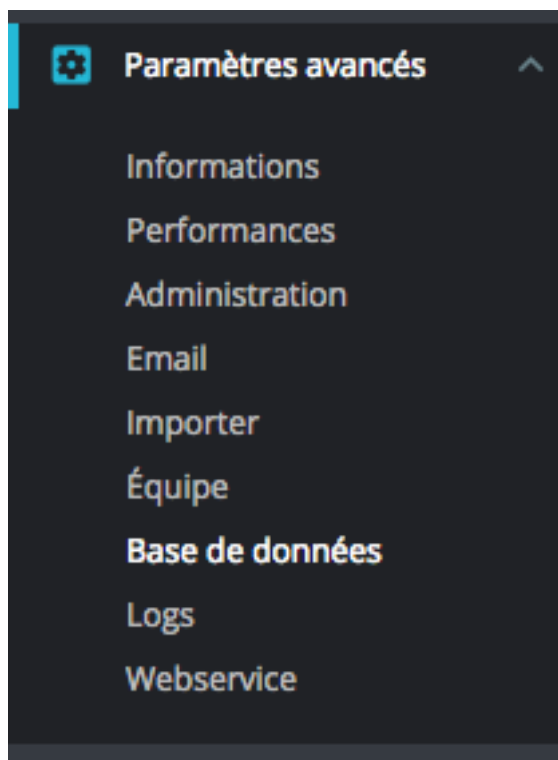 Paramètres avancés
Informations
Performances
Administration
Email
Importer
Équipe
Base de données
Logs
Webservice